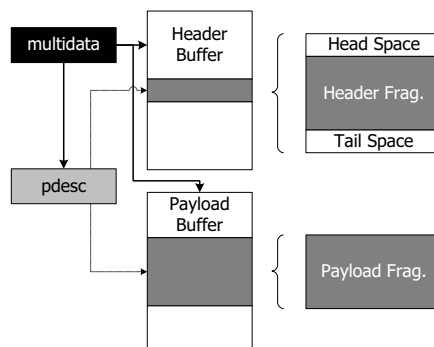 multidata
Header
Buffer
Head Space
Header Frag.
Tail Space
pdesc
Payload
Buffer
Payload Frag.